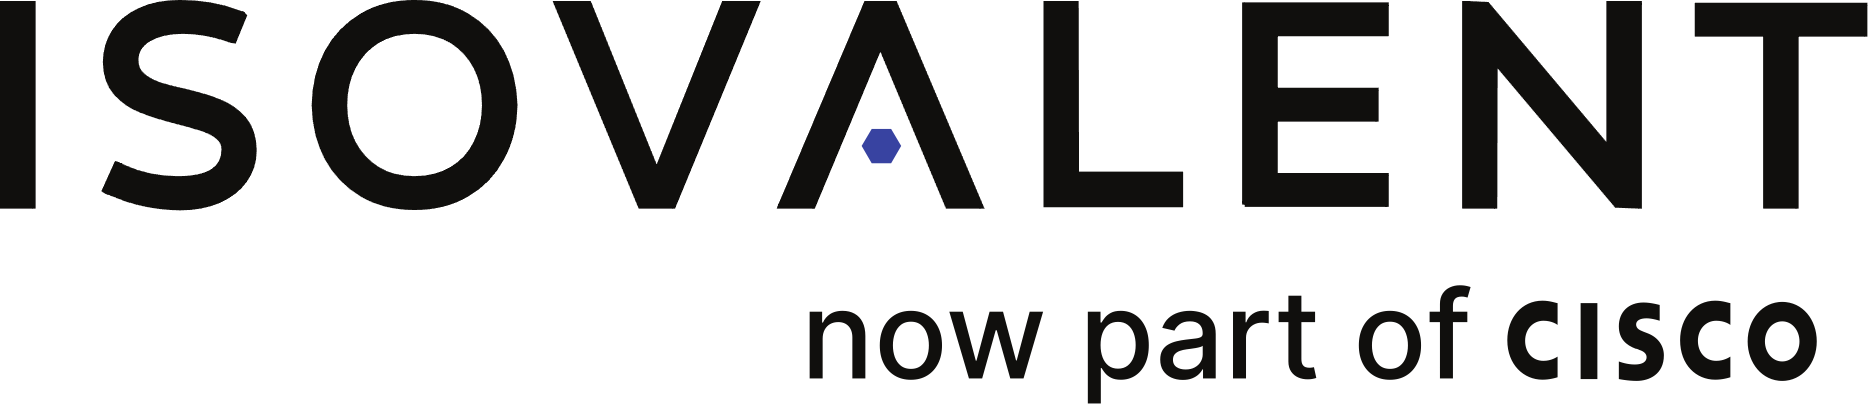 ISOVALENT
now part of CISCO